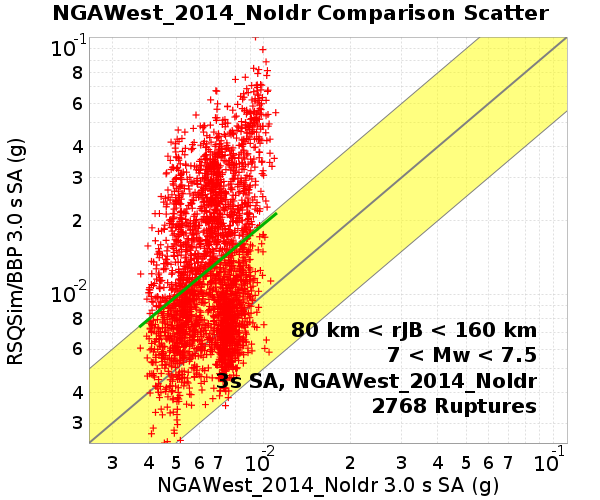 NGAWest_2014_NoIdr Comparison Scatter
RSQSim/BBP 3.0 s SA (g)
10^-1
8
6
4
3
2
10^-2
8
6
4
3
80 km < rJB < 160 km
7 < Mw < 7.5
3s SA, NGAWest_2014_NoIdr
2768 Ruptures
3 4 5 6 7 10^-2 2 3 4 5 6 7 10^-1
NGAWest_2014_NoIdr 3.0 s SA (g)